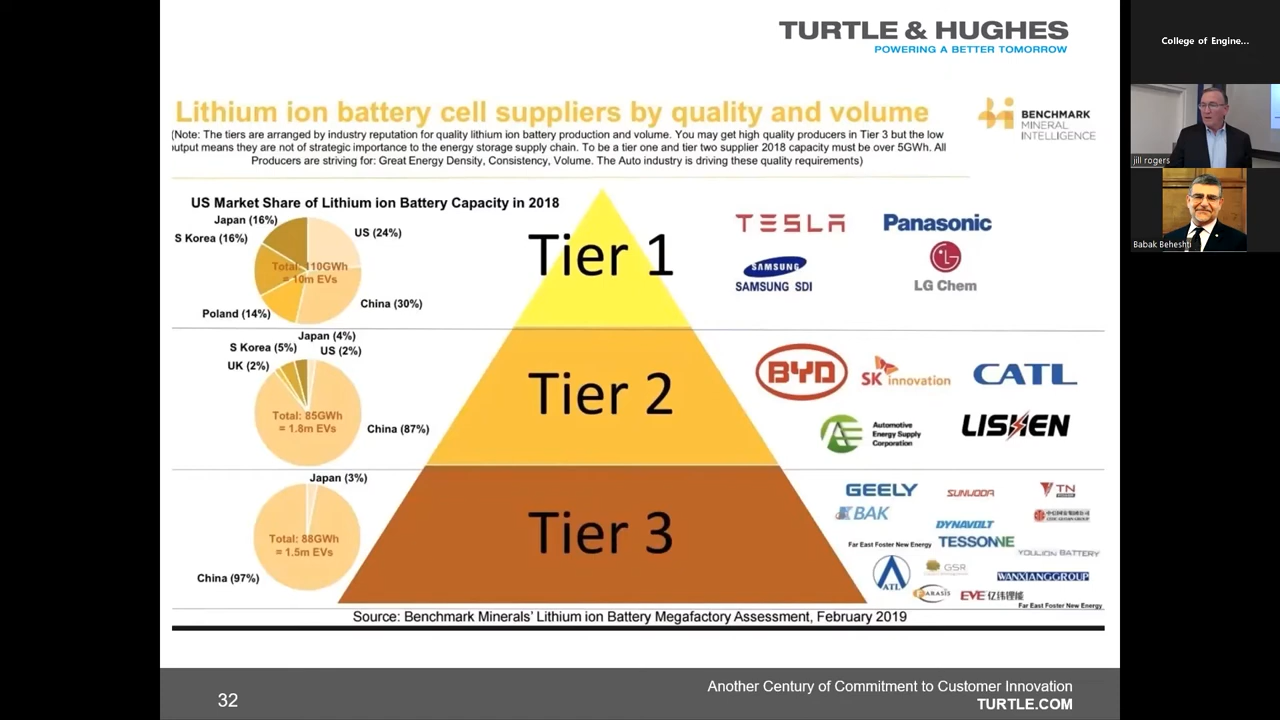 TURTLE & HUGHES
POWERING A BETTER TOMORROW
Lithium ion battery cell suppliers by quality and volume
(Note: The tiers are arranged by industry reputation for quality lithium ion battery production and volume. You may get high quality producers in Tier 3 but the low
output means they are not of strategic importance to the energy storage supply chain. To be a tier one and tier two supplier 2018 capacity must be over 5GWh. All
Producers are striving for: Great Energy Density, Consistency, Volume. The Auto industry is driving these quality requirements)
BENCHMARK
MINERAL
INTELLIGENCE
US Market Share of Lithium ion Battery Capacity in 2018
Japan (16%)
S Korea (16%)
US (24%)
Total: 110GWh
= 10m EVs
China (30%)
Poland (14%)
Tier 1
TESLA
Panasonic
SAMSUNG
SAMSUNG SDI
LG Chem
Japan (4%)
S Korea (5%)
US (2%)
UK (2%)
Total: 85GWh
= 1.8m EVs
China (87%)
Tier 2
BYD
SK innovation
CATL
Automotive
Energy Supply
Corporation
LISHEN
Japan (3%)
Total: 88GWh
= 1.5m EVs
China (97%)
Tier 3
GEELY
SUNWODA
TN
BAK
DYNAVOLT
Far East Foster New Energy
TESSONNE
YOULION BATTERY
ATL
GSR
WANXIANGGROUP
FARASIS
EVE 亿纬锂能
Far East Foster New Energy
Source: Benchmark Minerals' Lithium ion Battery Megafactory Assessment, February 2019
32
Another Century of Commitment to Customer Innovation
TURTLE.COM
College of Engine...
jill rogers
Babak Beheshti